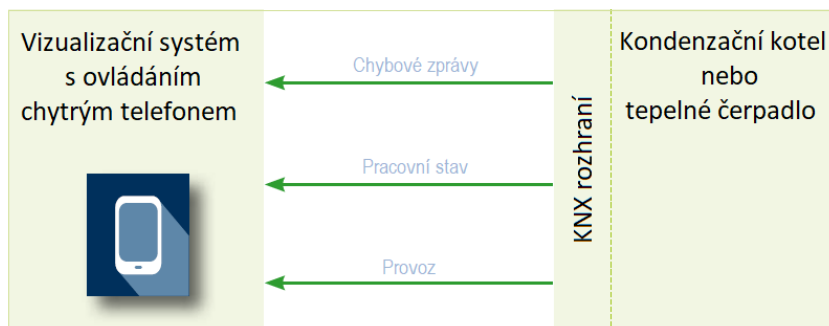 Vizualizační systém
s ovládáním
chytrým telefonem
Chybové zprávy
Pracovní stav
Provoz
KNX rozhraní
Kondenzační kotel
nebo
tepelné čerpadlo